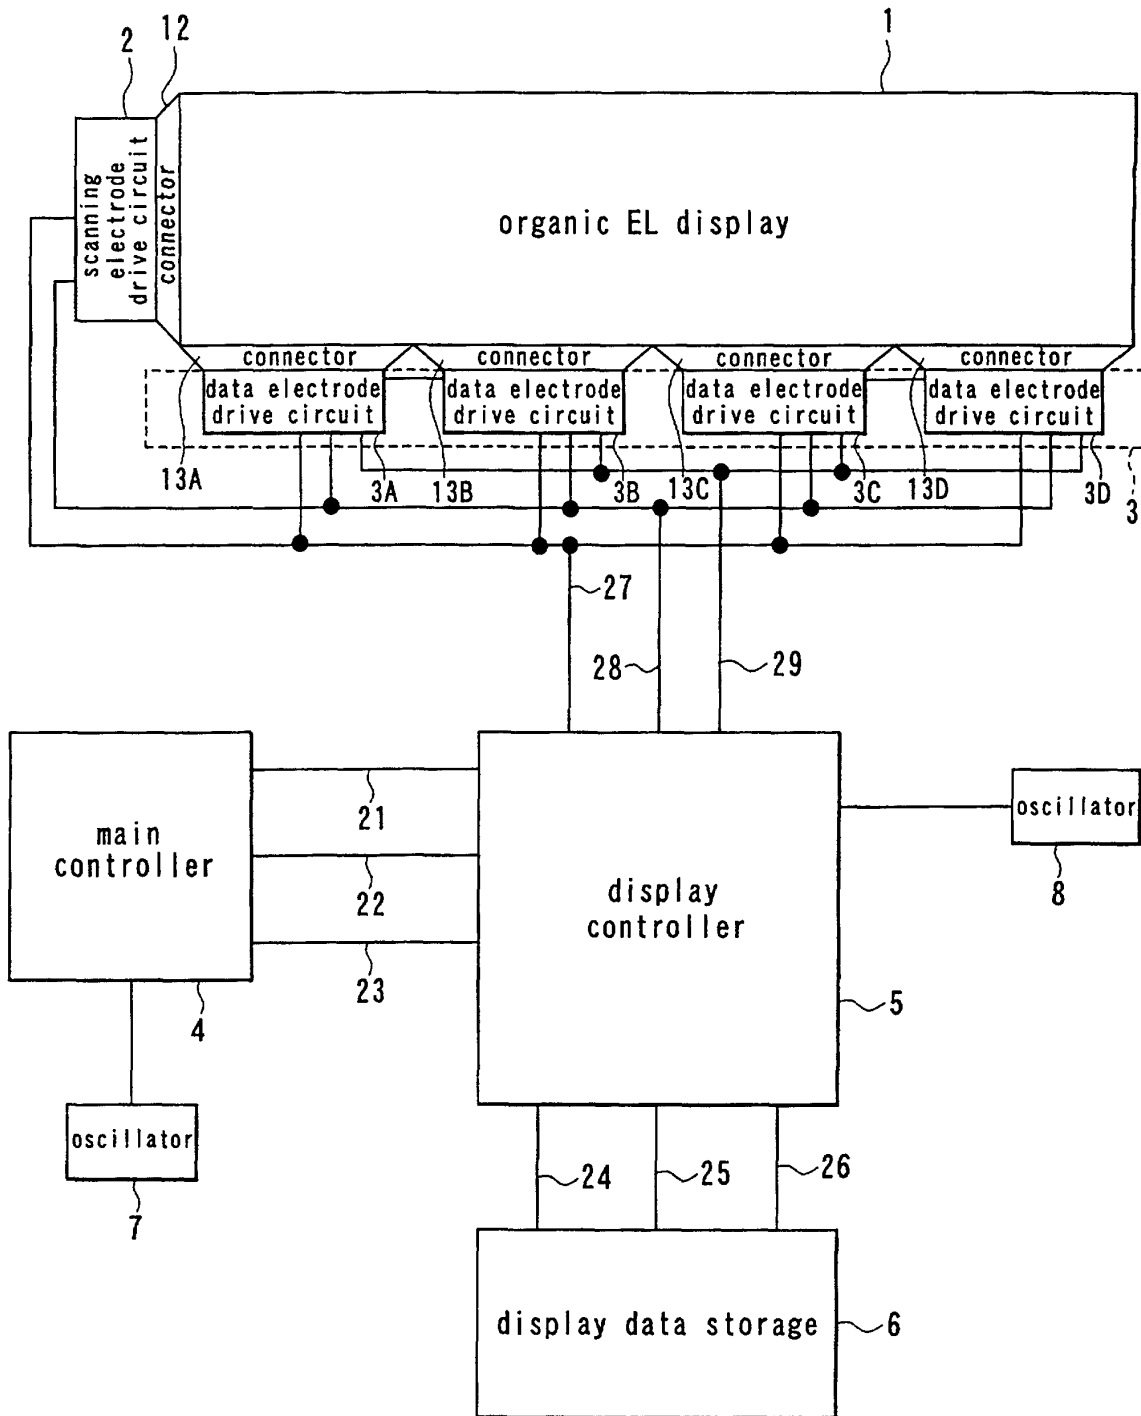 12
2
1
scanning
electrode
drive circuit
connector
organic EL display
connector
connector
connector
connector
data electrode
drive circuit
data electrode
drive circuit
data electrode
drive circuit
data electrode
drive circuit
13A
3A
13B
3B
13C
3C
13D
3D
3
27
28
29
main
controller
21
22
23
4
display
controller
oscillator
8
5
oscillator
7
24
25
26
display data storage
6